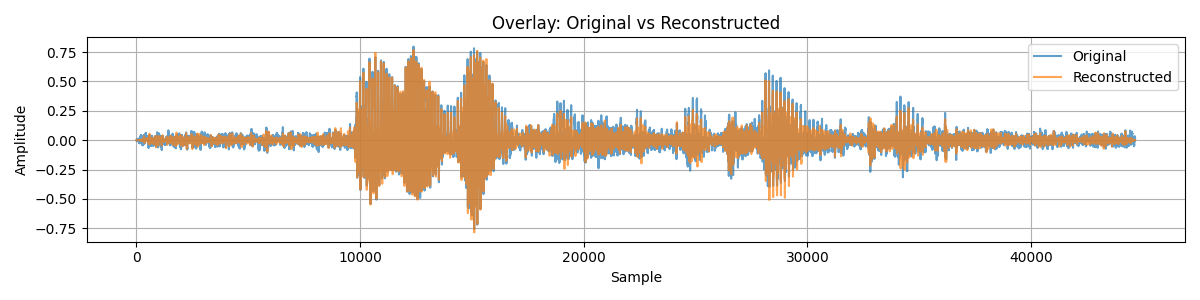 Overlay: Original vs Reconstructed
Amplitude
0.75
0.50
0.25
0.00
−0.25
−0.50
−0.75
Original
Reconstructed
0
10000
20000
30000
40000
Sample